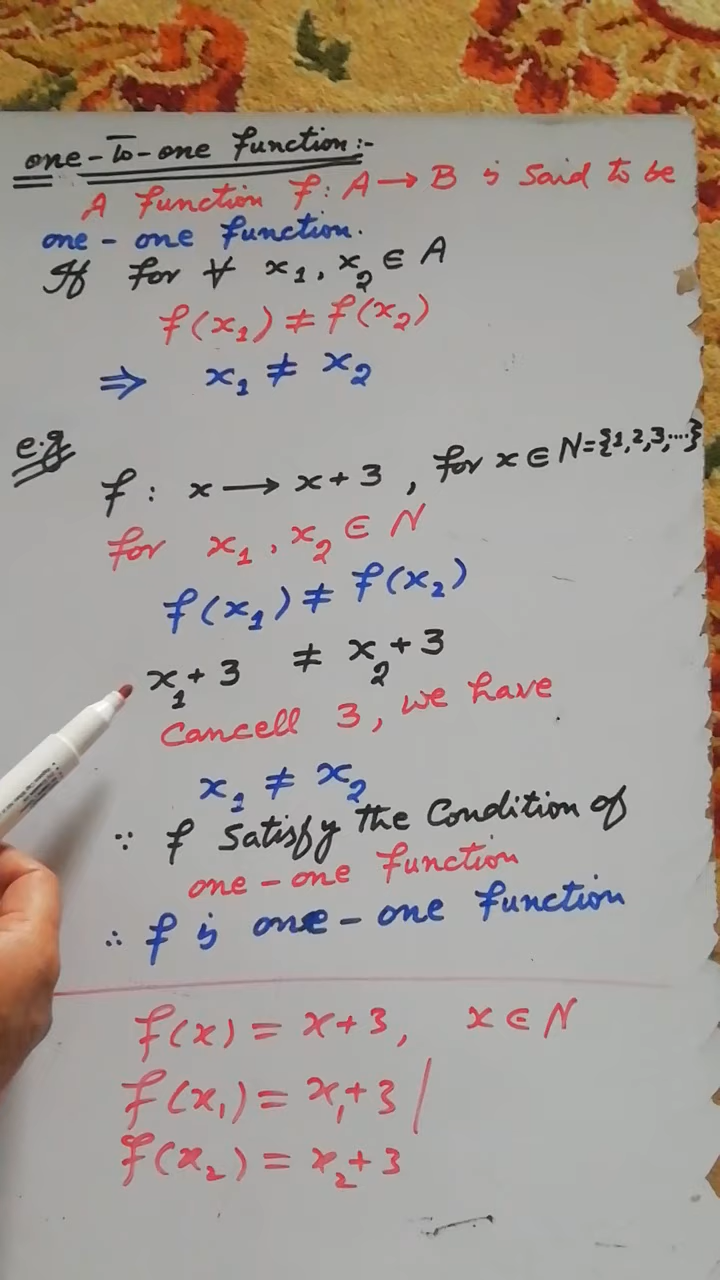 one-to-one function:-
A function f: A → B is said to be
one-one function.
If for ∀ x₁, x₂ ∈ A
f(x₁) ≠ f(x₂)
⇒ x₁ ≠ x₂
e.g
f : x → x+3, for x ∈ N={1,2,3,....}
for x₁, x₂ ∈ N
f(x₁) ≠ f(x₂)
x₁+3 ≠ x₂+3
Cancell 3, we have
x₁ ≠ x₂
∵ f satisfy the condition of
one-one function
∴ f is one-one function
f(x) = x+3, x ∈ N
f(x₁) = x₁+3 /
f(x₂) = x₂+3